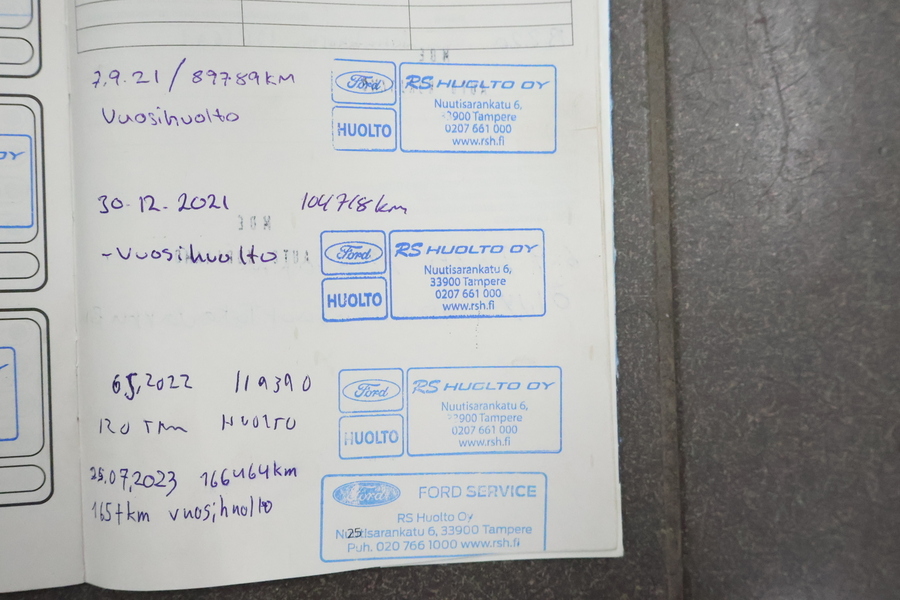 7.9.21 / 89789KM
Vuosihuolto
Ford
HUOLTO
RS HUOLTO OY
Nuutisarankatu 6,
33900 Tampere
0207 661 000
www.rsh.fi
30.12.2021 104718km
-Vuosihuolto
Ford
HUOLTO
RS HUOLTO OY
Nuutisarankatu 6,
33900 Tampere
0207 661 000
www.rsh.fi
6.5.2022 119390
120 TKM HUOLTO
Ford
HUOLTO
RS HUOLTO OY
Nuutisarankatu 6,
33900 Tampere
0207 661 000
www.rsh.fi
25.07.2023 166464km
165tkm vuosihuolto
Ford
FORD SERVICE
RS Huolto Oy
Nuutisarankatu 6, 33900 Tampere
Puh. 020 766 1000 www.rsh.fi
25